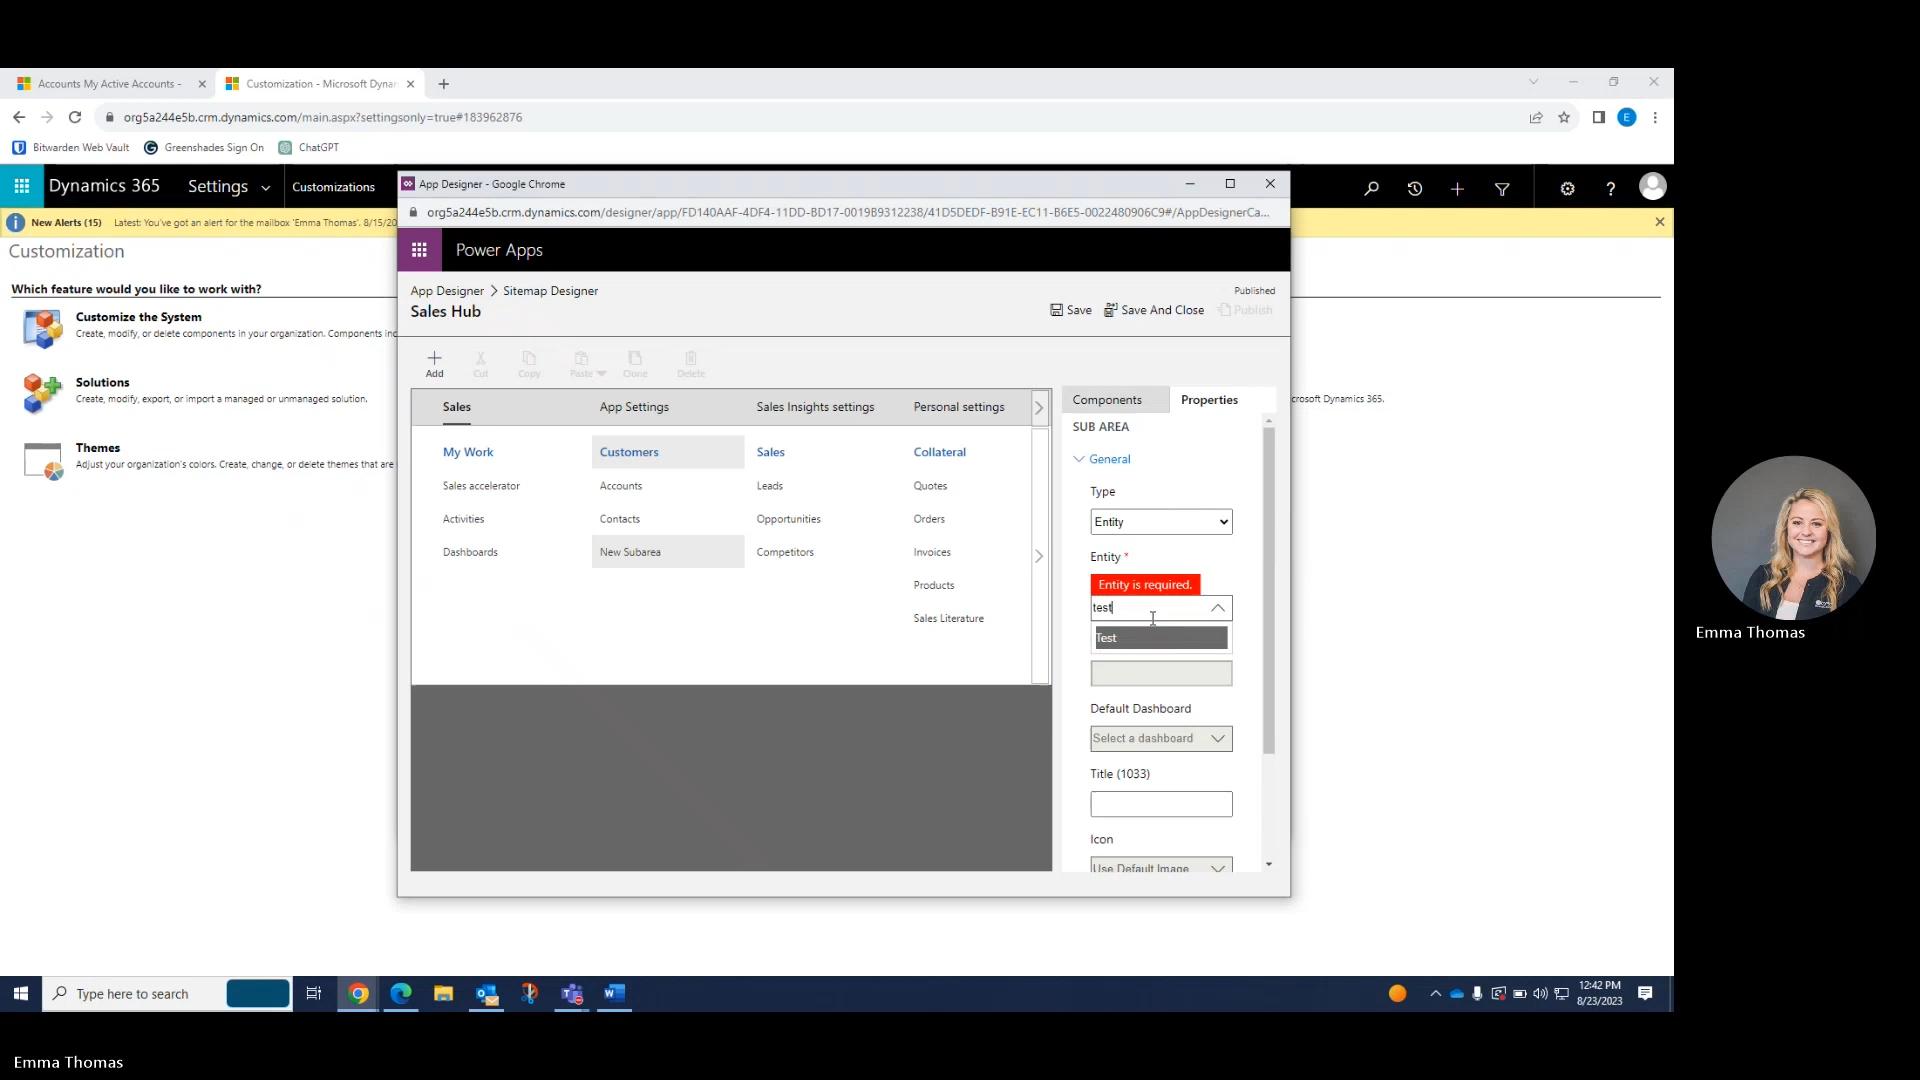 Accounts My Active Accounts -
Customization - Microsoft Dynar
org5a244e5b.crm.dynamics.com/main.aspx?settingsonly=true#183962876
E
Bitwarden Web Vault
Greenshades Sign On
ChatGPT
Dynamics 365
Settings
Customizations
New Alerts (15)
Latest: You've got an alert for the mailbox 'Emma Thomas'. 8/15/20
Customization
Which feature would you like to work with?
Customize the System
Create, modify, or delete components in your organization. Components inc
Solutions
Create, modify, export, or import a managed or unmanaged solution.
crosoft Dynamics 365.
Themes
Adjust your organization's colors. Create, change, or delete themes that are
App Designer - Google Chrome
org5a244e5b.crm.dynamics.com/designer/app/FD140AAF-4DF4-11DD-BD17-0019B9312238/41D5DEDF-B91E-EC11-B6E5-0022480906C9#/AppDesignerCa...
Power Apps
App Designer > Sitemap Designer
Published
Sales Hub
Save
Save And Close
Publish
Add
Cut
Copy
Paste
Clone
Delete
Sales
App Settings
Sales Insights settings
Personal settings
My Work
Customers
Sales
Collateral
Sales accelerator
Accounts
Leads
Quotes
Activities
Contacts
Opportunities
Orders
Dashboards
New Subarea
Competitors
Invoices
Products
Sales Literature
Components
Properties
SUB AREA
General
Type
Entity
Entity *
Entity is required.
test
Test
Default Dashboard
Select a dashboard
Title (1033)
Icon
Use Default Image
Emma Thomas
Type here to search
12:42 PM
8/23/2023
Emma Thomas